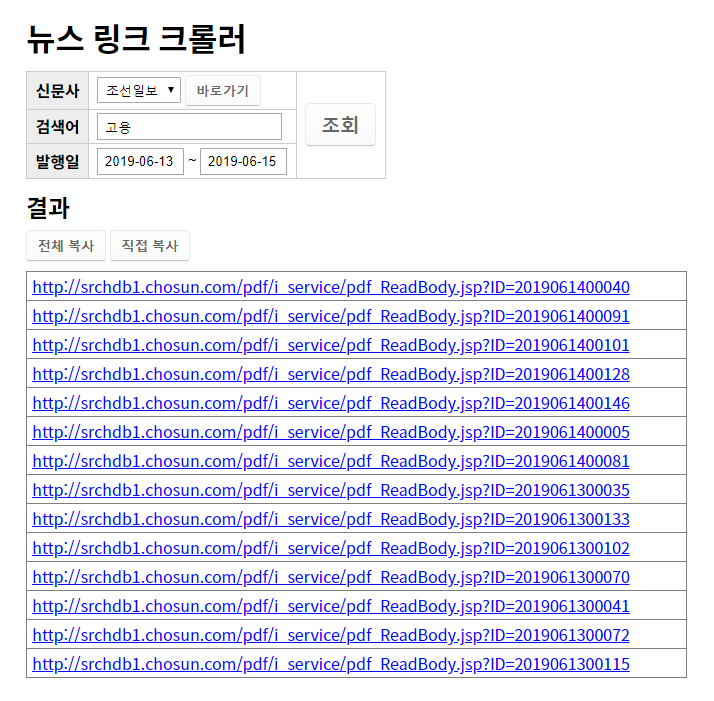 뉴스 링크 크롤러
신문사 조선일보 바로가기
검색어 고용
조회
발행일 2019-06-13 ~ 2019-06-15
결과
전체 복사 직접 복사
http://srchdb1.chosun.com/pdf/i_service/pdf_ReadBody.jsp?ID=2019061400040
http://srchdb1.chosun.com/pdf/i_service/pdf_ReadBody.jsp?ID=2019061400091
http://srchdb1.chosun.com/pdf/i_service/pdf_ReadBody.jsp?ID=2019061400101
http://srchdb1.chosun.com/pdf/i_service/pdf_ReadBody.jsp?ID=2019061400128
http://srchdb1.chosun.com/pdf/i_service/pdf_ReadBody.jsp?ID=2019061400146
http://srchdb1.chosun.com/pdf/i_service/pdf_ReadBody.jsp?ID=2019061400005
http://srchdb1.chosun.com/pdf/i_service/pdf_ReadBody.jsp?ID=2019061400081
http://srchdb1.chosun.com/pdf/i_service/pdf_ReadBody.jsp?ID=2019061300035
http://srchdb1.chosun.com/pdf/i_service/pdf_ReadBody.jsp?ID=2019061300133
http://srchdb1.chosun.com/pdf/i_service/pdf_ReadBody.jsp?ID=2019061300102
http://srchdb1.chosun.com/pdf/i_service/pdf_ReadBody.jsp?ID=2019061300070
http://srchdb1.chosun.com/pdf/i_service/pdf_ReadBody.jsp?ID=2019061300041
http://srchdb1.chosun.com/pdf/i_service/pdf_ReadBody.jsp?ID=2019061300072
http://srchdb1.chosun.com/pdf/i_service/pdf_ReadBody.jsp?ID=2019061300115